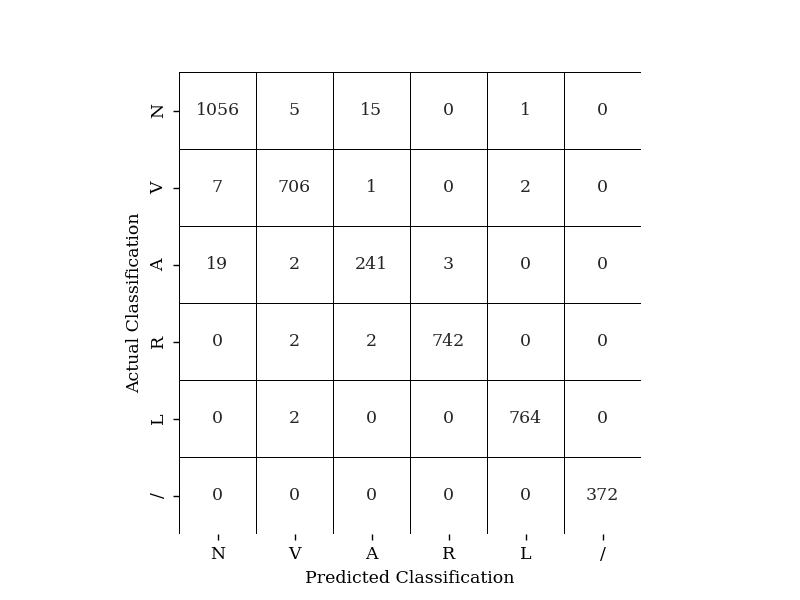 N 1056 5 15 0 1 0
V 7 706 1 0 2 0
A 19 2 241 3 0 0
R 0 2 2 742 0 0
L 0 2 0 0 764 0
/ 0 0 0 0 0 372
N V A R L /
Actual Classification
Predicted Classification